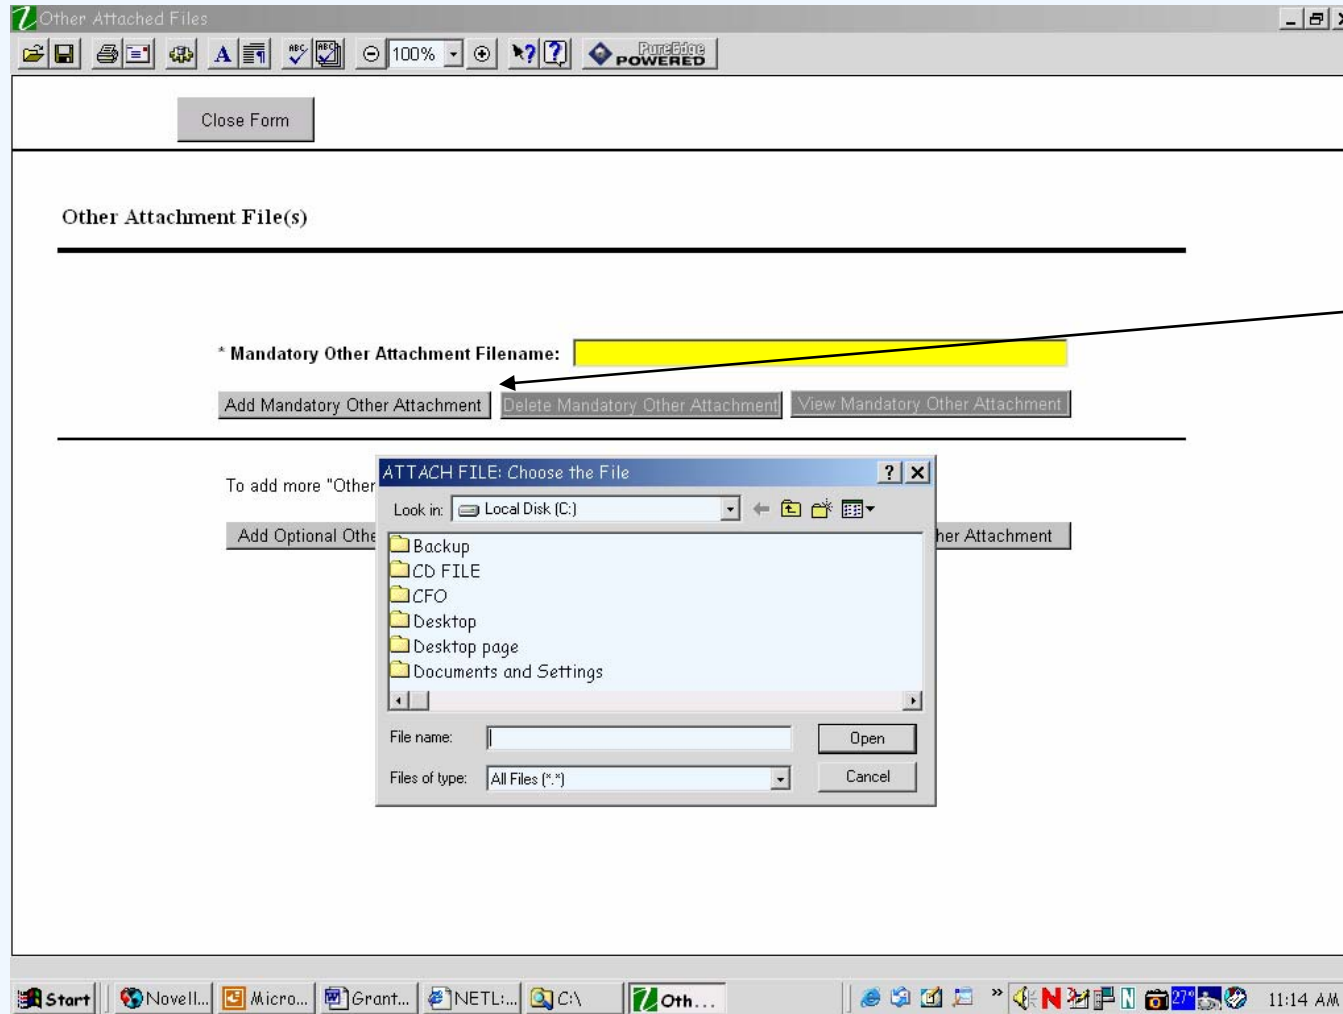 Other Attached Files
A ABC ABC 100% ? ? PureEdge POWERED
Close Form
Other Attachment File(s)
* Mandatory Other Attachment Filename:
Add Mandatory Other Attachment Delete Mandatory Other Attachment View Mandatory Other Attachment
To add more "Other
Add Optional Othe her Attachment
ATTACH FILE: Choose the File ?
Look in: Local Disk (C:)
Backup
CD FILE
CFO
Desktop
Desktop page
Documents and Settings
File name: Open
Files of type: All Files (*.*) Cancel
Start Novell... Micro... Grant... NETL:... C:\ Oth... » N N 27° 11:14 AM